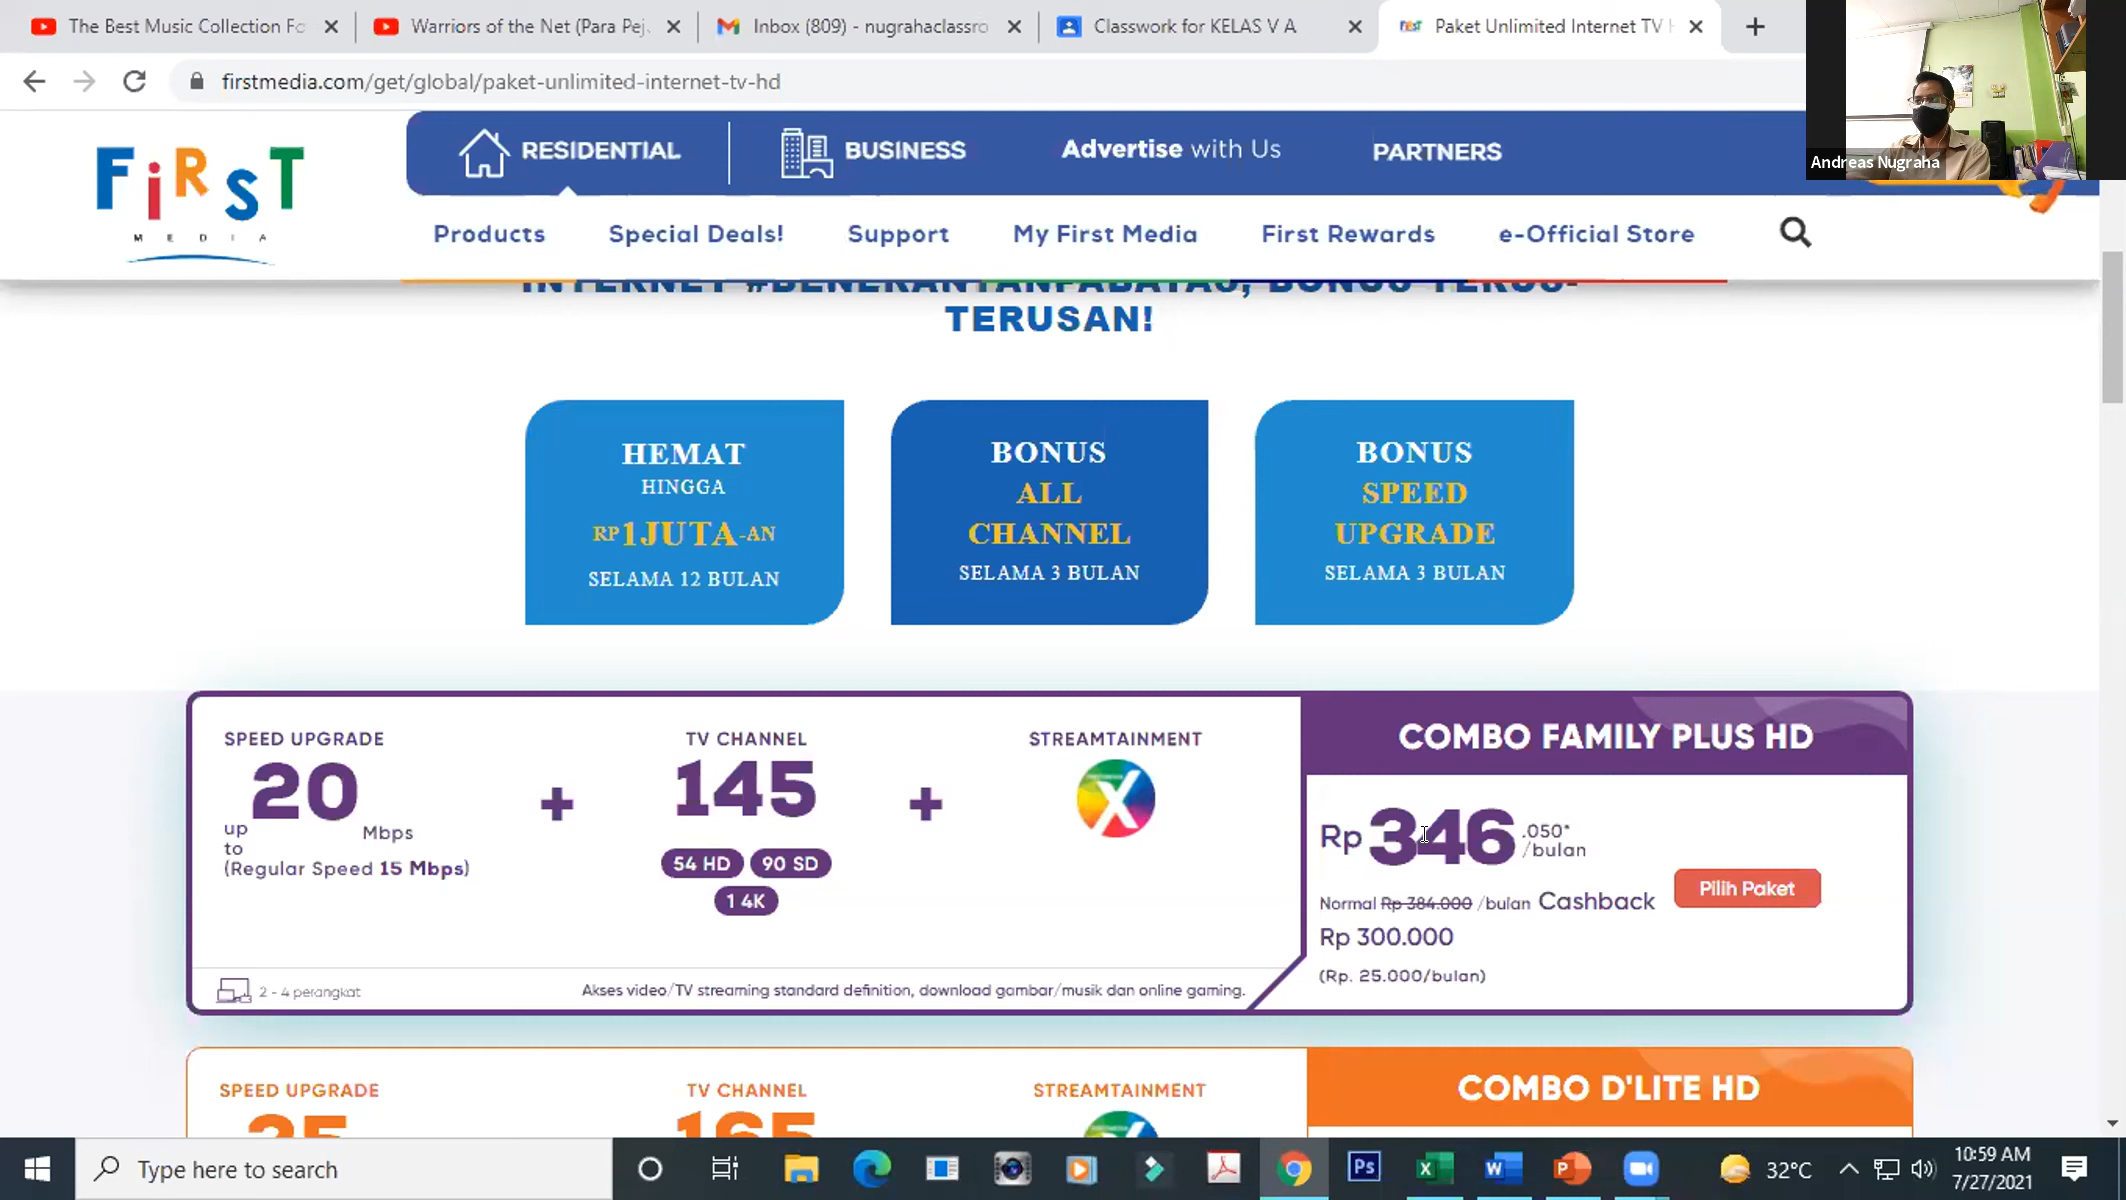 The Best Music Collection Fo
Warriors of the Net (Para Pej
Inbox (809) - nugrahaclassro
Classwork for KELAS V A
Paket Unlimited Internet TV H
firstmedia.com/get/global/paket-unlimited-internet-tv-hd
Andreas Nugraha
FiRST
MEDIA
RESIDENTIAL
BUSINESS
Advertise with Us
PARTNERS
Products
Special Deals!
Support
My First Media
First Rewards
e-Official Store
INTERNET #BENERANTANPABATAS, BONUS TERUS-
TERUSAN!
HEMAT
HINGGA
RP1JUTA-AN
SELAMA 12 BULAN
BONUS
ALL
CHANNEL
SELAMA 3 BULAN
BONUS
SPEED
UPGRADE
SELAMA 3 BULAN
SPEED UPGRADE
up to 20 Mbps
(Regular Speed 15 Mbps)
+
TV CHANNEL
145
54 HD 90 SD
1 4K
+
STREAMTAINMENT
X
COMBO FAMILY PLUS HD
Rp 346.050* /bulan
Normal Rp 384.000 /bulan Cashback
Rp 300.000
(Rp. 25.000/bulan)
Pilih Paket
2 - 4 perangkat
Akses video/TV streaming standard definition, download gambar/musik dan online gaming.
SPEED UPGRADE
25
TV CHANNEL
165
STREAMTAINMENT
COMBO D'LITE HD
Type here to search
Ps
32°C
10:59 AM
7/27/2021